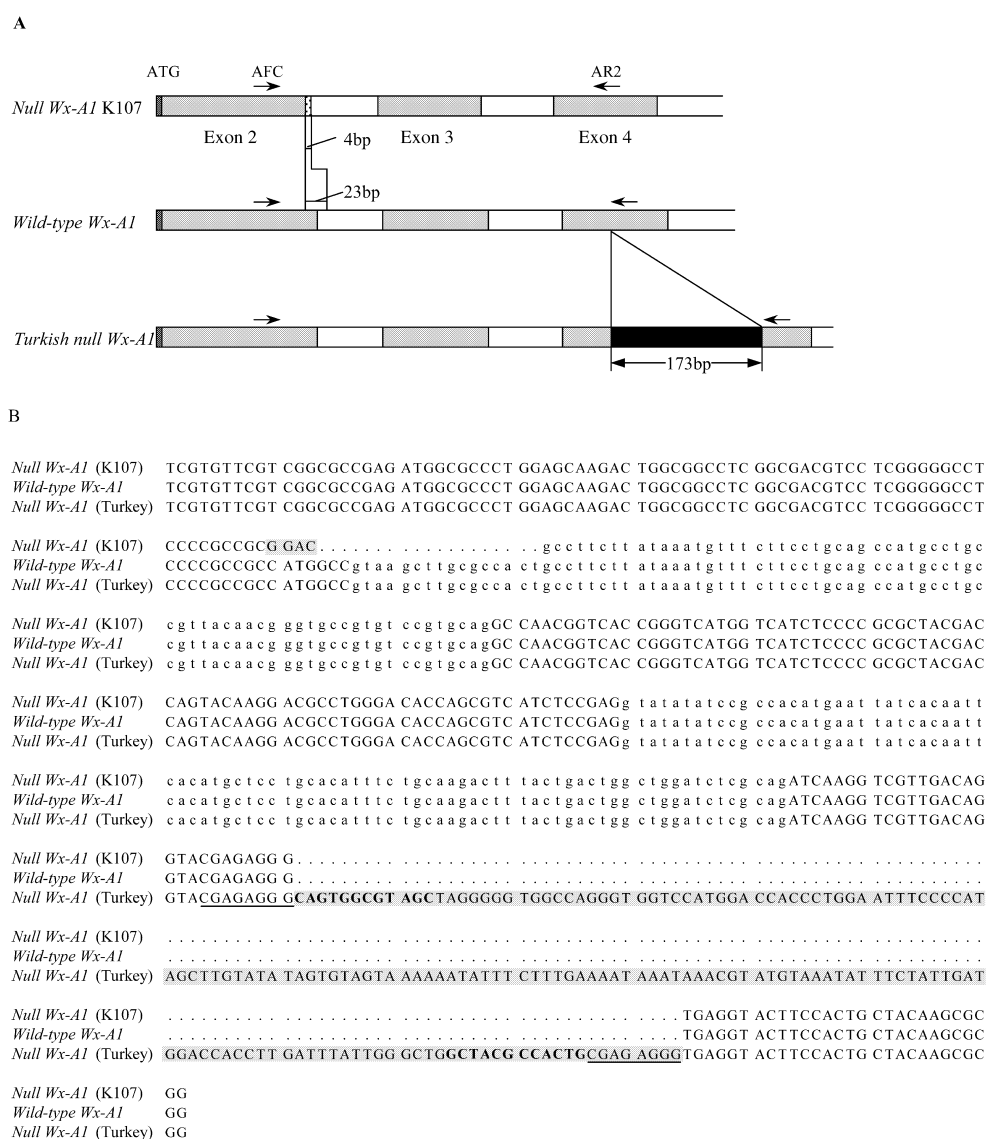 A
ATG AFC AR2
Null Wx-A1 K107
Exon 2 Exon 3 Exon 4
4bp
23bp
Wild-type Wx-A1
Turkish null Wx-A1
173bp
B
Null Wx-A1 (K107) TCGTGTTCGT CGGCGCCGAG ATGGCGCCCT GGAGCAAGAC TGGCGGCCTC GGCGACGTCC TCGGGGGCCT
Wild-type Wx-A1 TCGTGTTCGT CGGCGCCGAG ATGGCGCCCT GGAGCAAGAC TGGCGGCCTC GGCGACGTCC TCGGGGGCCT
Null Wx-A1 (Turkey) TCGTGTTCGT CGGCGCCGAG ATGGCGCCCT GGAGCAAGAC TGGCGGCCTC GGCGACGTCC TCGGGGGCCT
Null Wx-A1 (K107) CCCCGCCGCG GGAC...... .......... ..gccttctt ataaatgttt cttcctgcag ccatgcctgc
Wild-type Wx-A1 CCCCGCCGCC ATGGCCgtaa gcttgcgcca ctgccttctt ataaatgttt cttcctgcag ccatgcctgc
Null Wx-A1 (Turkey) CCCCGCCGCC ATGGCCgtaa gcttgcgcca ctgccttctt ataaatgttt cttcctgcag ccatgcctgc
Null Wx-A1 (K107) cgttacaacg ggtgccgtgt ccgtgcagGC CAACGGTCAC CGGGTCATGG TCATCTCCCC GCGCTACGAC
Wild-type Wx-A1 cgttacaacg ggtgccgtgt ccgtgcagGC CAACGGTCAC CGGGTCATGG TCATCTCCCC GCGCTACGAC
Null Wx-A1 (Turkey) cgttacaacg ggtgccgtgt ccgtgcagGC CAACGGTCAC CGGGTCATGG TCATCTCCCC GCGCTACGAC
Null Wx-A1 (K107) CAGTACAAGG ACGCCTGGGA CACCAGCGTC ATCTCCGAGg tatatatccg ccacatgaat tatcacaatt
Wild-type Wx-A1 CAGTACAAGG ACGCCTGGGA CACCAGCGTC ATCTCCGAGg tatatatccg ccacatgaat tatcacaatt
Null Wx-A1 (Turkey) CAGTACAAGG ACGCCTGGGA CACCAGCGTC ATCTCCGAGg tatatatccg ccacatgaat tatcacaatt
Null Wx-A1 (K107) cacatgctcc tgcacatttc tgcaagactt tactgactgg ctggatctcg cagATCAAGG TCGTTGACAG
Wild-type Wx-A1 cacatgctcc tgcacatttc tgcaagactt tactgactgg ctggatctcg cagATCAAGG TCGTTGACAG
Null Wx-A1 (Turkey) cacatgctcc tgcacatttc tgcaagactt tactgactgg ctggatctcg cagATCAAGG TCGTTGACAG
Null Wx-A1 (K107) GTACGAGAGG G......... .......... .......... .......... .......... ..........
Wild-type Wx-A1 GTACGAGAGG G......... .......... .......... .......... .......... ..........
Null Wx-A1 (Turkey) GTACGAGAGG GCAGTGGCGT AGCTAGGGGG TGGCCAGGGT GGTCCATGGA CCACCCTGGA ATTTCCCCAT
Null Wx-A1 (K107) .......... .......... .......... .......... .......... .......... ..........
Wild-type Wx-A1 .......... .......... .......... .......... .......... .......... ..........
Null Wx-A1 (Turkey) AGCTTGTATA TAGTGTAGTA AAAAATATTT CTTTGAAAAT AAATAAACGT ATGTAAATAT TTCTATTGAT
Null Wx-A1 (K107) .......... .......... .......... .......... ....TGAGGT ACTTCCACTG CTACAAGCGC
Wild-type Wx-A1 .......... .......... .......... .......... ....TGAGGT ACTTCCACTG CTACAAGCGC
Null Wx-A1 (Turkey) GGACCACCTT GATTTATTGG GCTGGCTACG CCACTGCGAG AGGGTGAGGT ACTTCCACTG CTACAAGCGC
Null Wx-A1 (K107) GG
Wild-type Wx-A1 GG
Null Wx-A1 (Turkey) GG